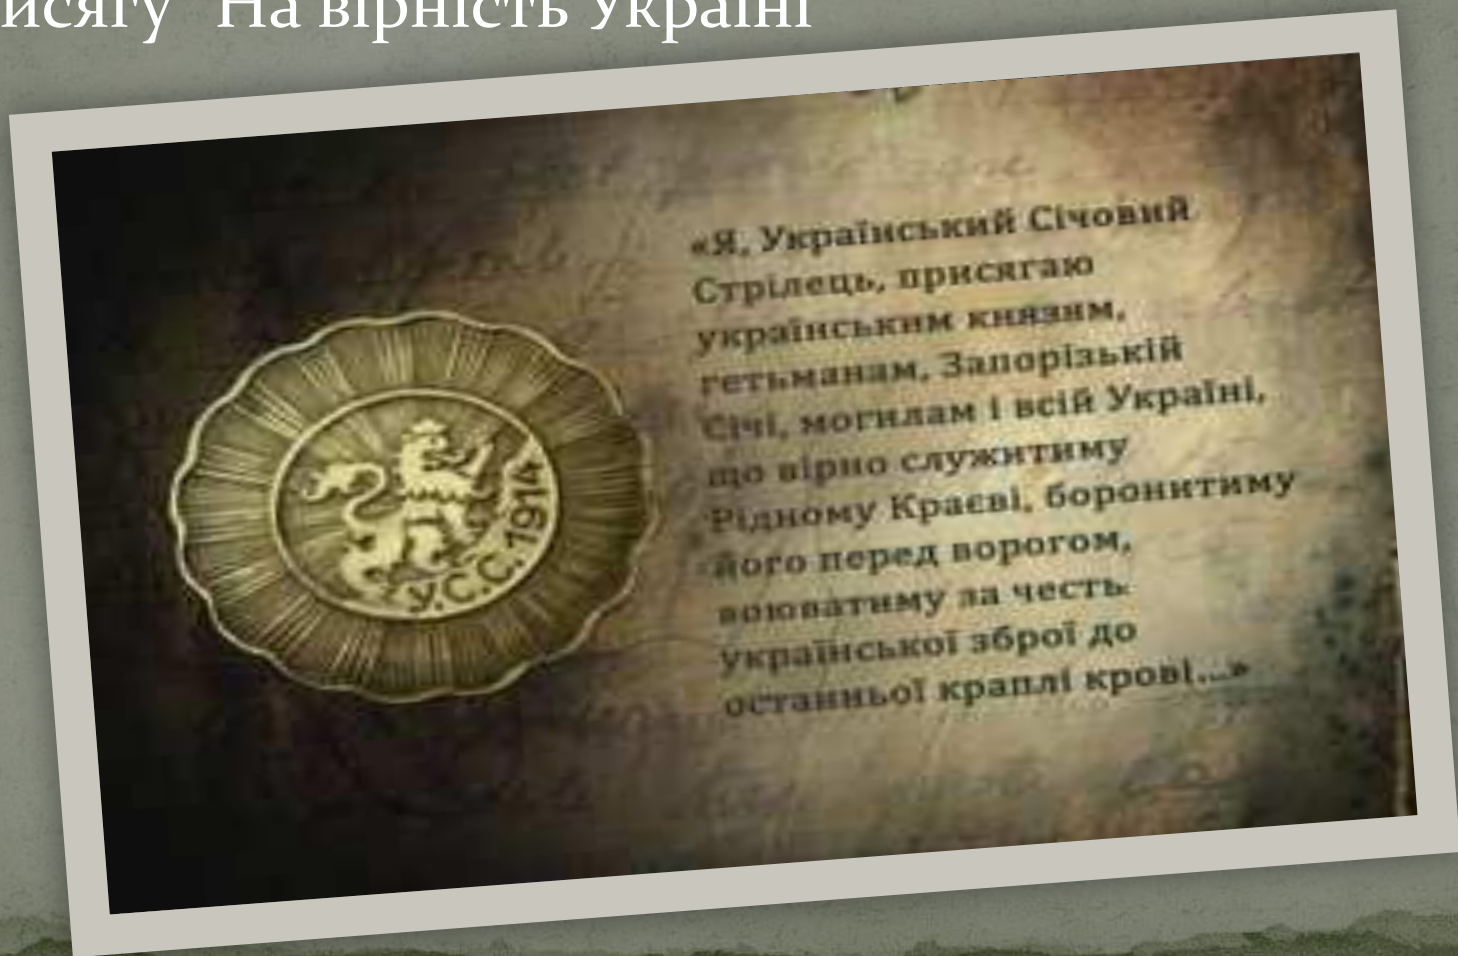 исягу "На вірність Україні
«Я, Український Січовий
Стрілець, присягаю
українським князям,
гетьманам, Запорізькій
Січі, могилам і всій Україні,
що вірно служитиму
Рідному Краєві, боронитиму
його перед ворогом,
воюватиму за честь
української зброї до
останньої краплі крові...»
У.С.С. 1914